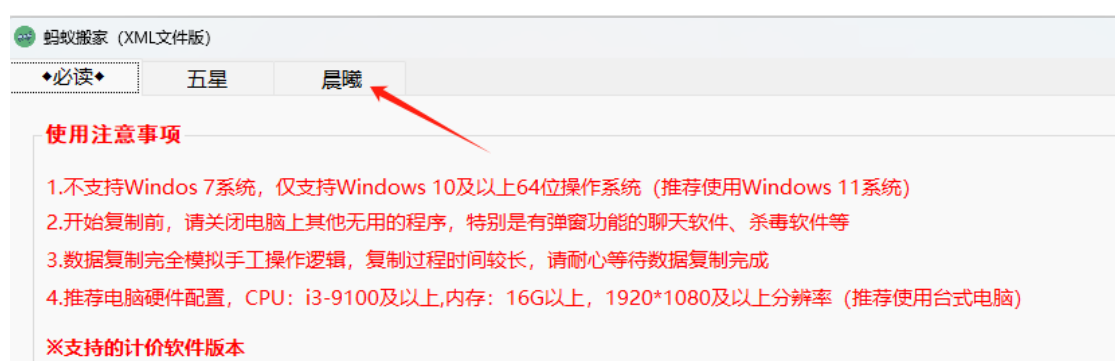 蚂蚁搬家（XML文件版）
◆必读◆ 五星 晨曦
使用注意事项
1.不支持Windos 7系统，仅支持Windows 10及以上64位操作系统（推荐使用Windows 11系统）
2.开始复制前，请关闭电脑上其他无用的程序，特别是有弹窗功能的聊天软件、杀毒软件等
3.数据复制完全模拟手工操作逻辑，复制过程时间较长，请耐心等待数据复制完成
4.推荐电脑硬件配置，CPU：i3-9100及以上,内存：16G以上，1920*1080及以上分辨率（推荐使用台式电脑）
※支持的计价软件版本